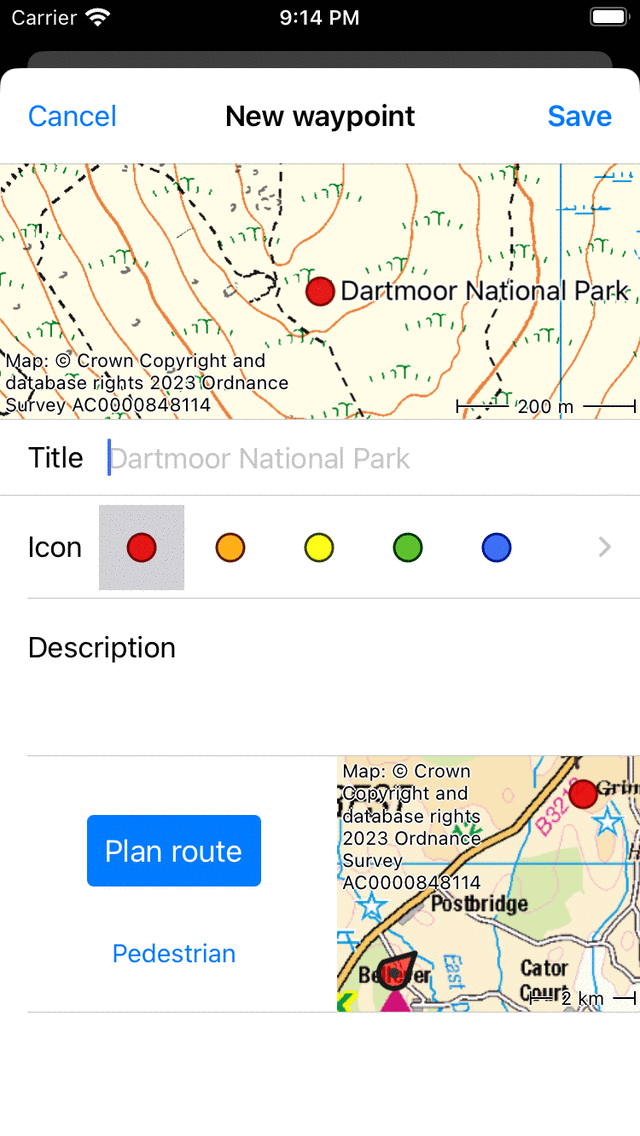 Carrier 9:14 PM
Cancel New waypoint Save
Dartmoor National Park
Map: © Crown Copyright and
database rights 2023 Ordnance
Survey AC0000848114
200 m
Title Dartmoor National Park
Icon
Description
Map: © Crown
Copyright and
database rights
2023 Ordnance
Survey
AC0000848114
Grim
B3212
Postbridge
Plan route
Pedestrian
Bellever
East D
Cator
Court
2 km